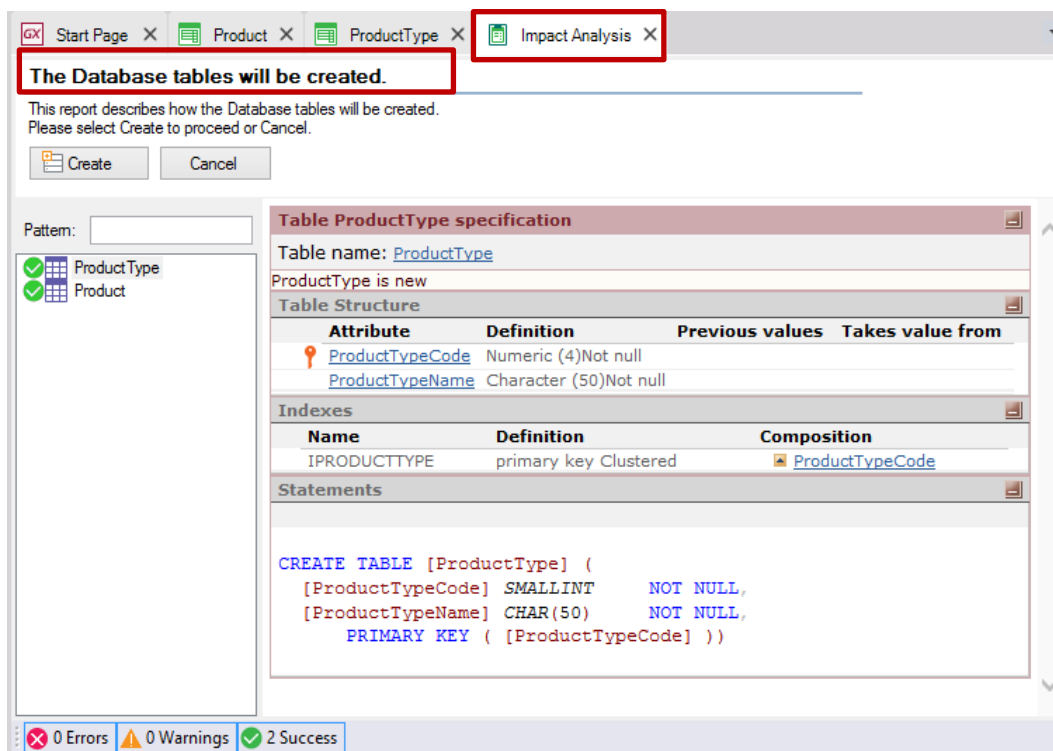 GX Start Page Product ProductType Impact Analysis
The Database tables will be created.
This report describes how the Database tables will be created.
Please select Create to proceed or Cancel.
Create Cancel
Pattern:
ProductType
Product
Table ProductType specification
Table name: ProductType
ProductType is new
Table Structure
Attribute Definition Previous values Takes value from
ProductTypeCode Numeric (4)Not null
ProductTypeName Character (50)Not null
Indexes
Name Definition Composition
IPRODUCTTYPE primary key Clustered ProductTypeCode
Statements
CREATE TABLE [ProductType] (
[ProductTypeCode] SMALLINT NOT NULL,
[ProductTypeName] CHAR(50) NOT NULL,
PRIMARY KEY ( [ProductTypeCode] ))
0 Errors 0 Warnings 2 Success